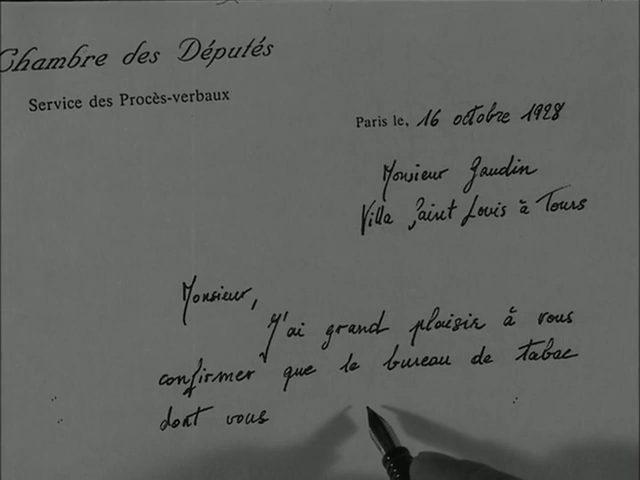 Chambre des Députés
Service des Procès-verbaux
Paris le, 16 octobre 1928
Monsieur Gaudin
Villa Saint Louis à Tours
Monsieur,
J'ai grand plaisir à vous
confirmer que le bureau de tabac
dont vous